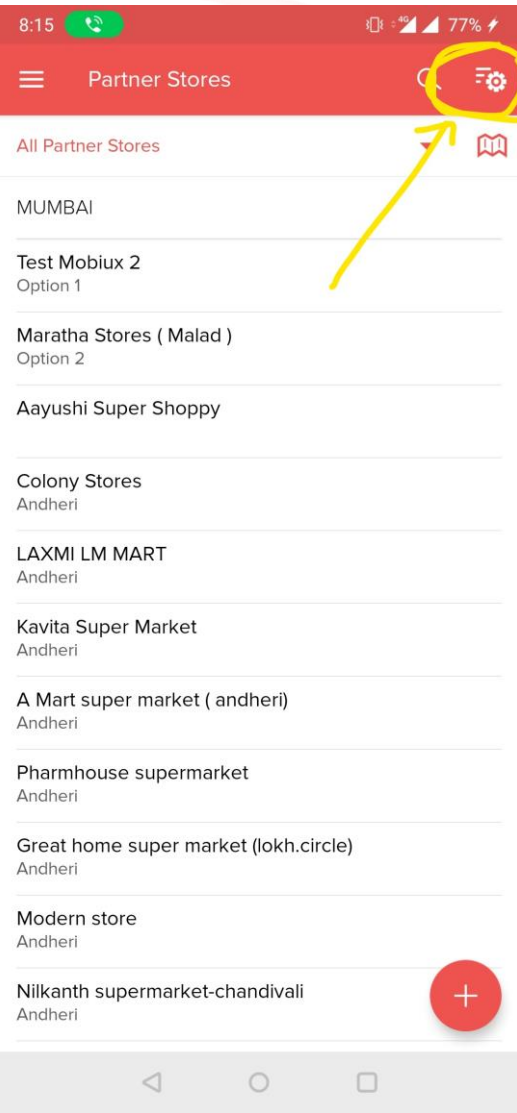 8:15 4G 77%
Partner Stores
All Partner Stores
MUMBAI
Test Mobiux 2
Option 1
Maratha Stores ( Malad )
Option 2
Aayushi Super Shoppy
Colony Stores
Andheri
LAXMI LM MART
Andheri
Kavita Super Market
Andheri
A Mart super market ( andheri)
Andheri
Pharmhouse supermarket
Andheri
Great home super market (lokh.circle)
Andheri
Modern store
Andheri
Nilkanth supermarket-chandivali
Andheri